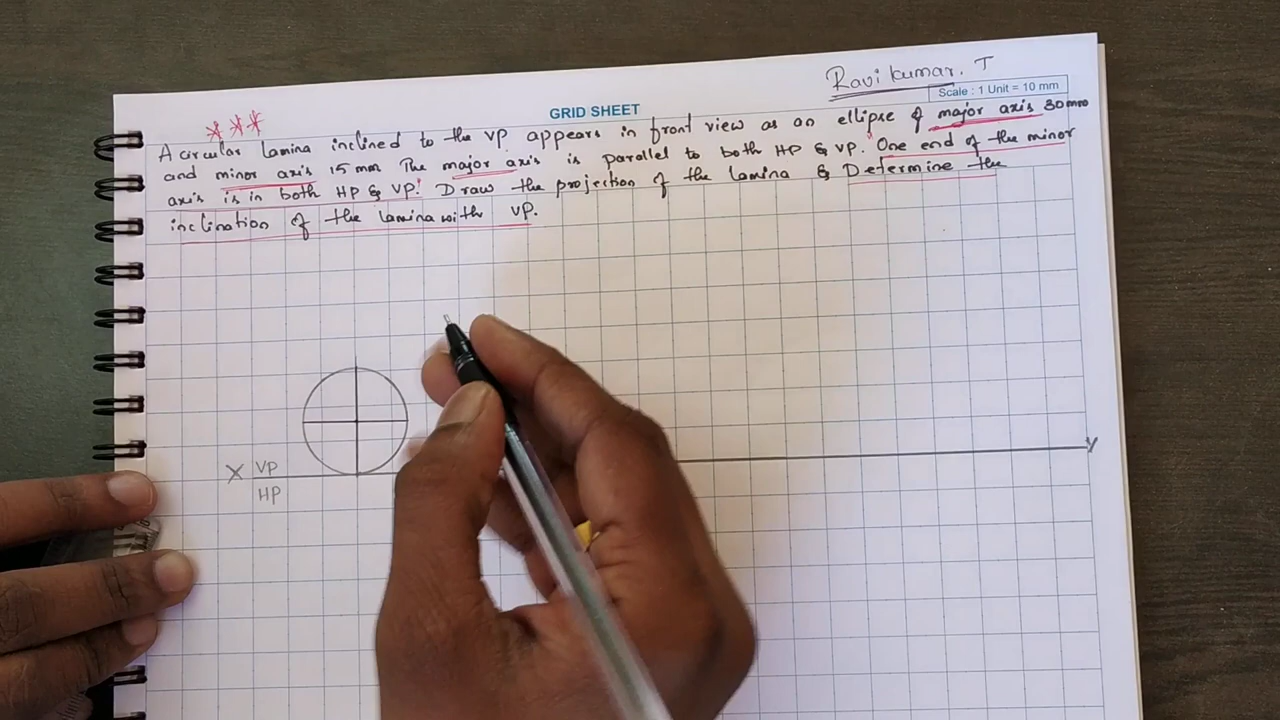 Ravi kumar. T
GRID SHEET
Scale : 1 Unit = 10 mm
A circular lamina inclined to the VP appears in front view as an ellipse of major axis 30mm
and minor axis 15 mm. The major axis is parallel to both HP & VP. One end of the minor
axis is in both HP & VP. Draw the projection of the lamina & Determine the
inclination of the lamina with VP.
X VP
HP
Y